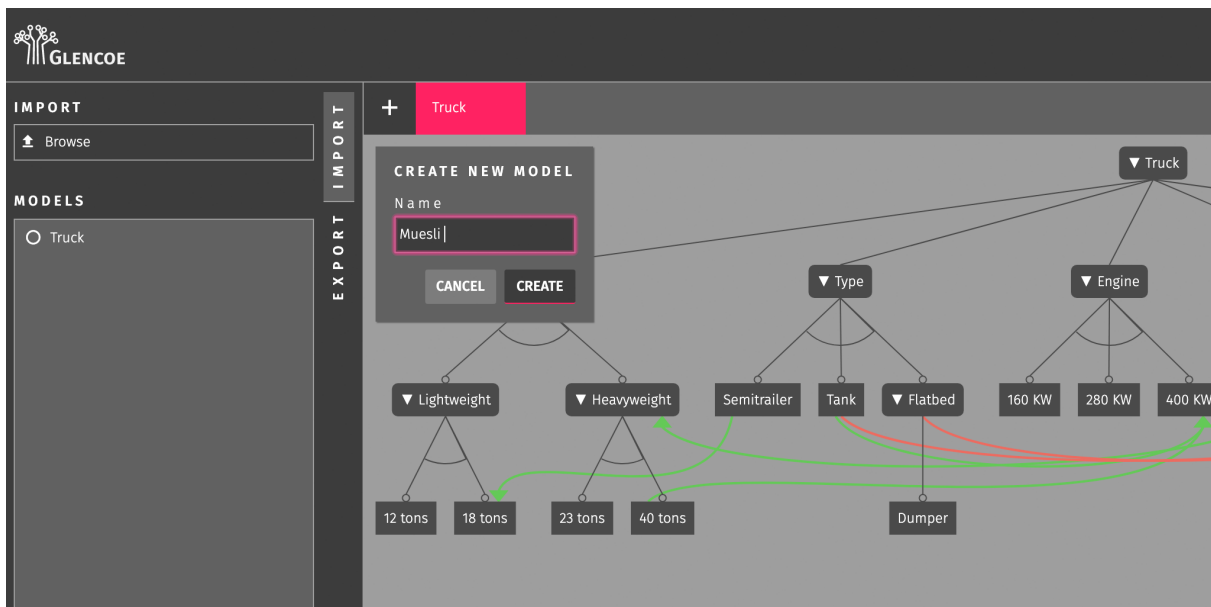 GLENCOE
IMPORT
Browse
MODELS
Truck
IMPORT
EXPORT
+ Truck
CREATE NEW MODEL
Name
Muesli
CANCEL CREATE
▼ Truck
▼ Type ▼ Engine
▼ Lightweight ▼ Heavyweight Semitrailer Tank ▼ Flatbed 160 KW 280 KW 400 KW
12 tons 18 tons 23 tons 40 tons Dumper